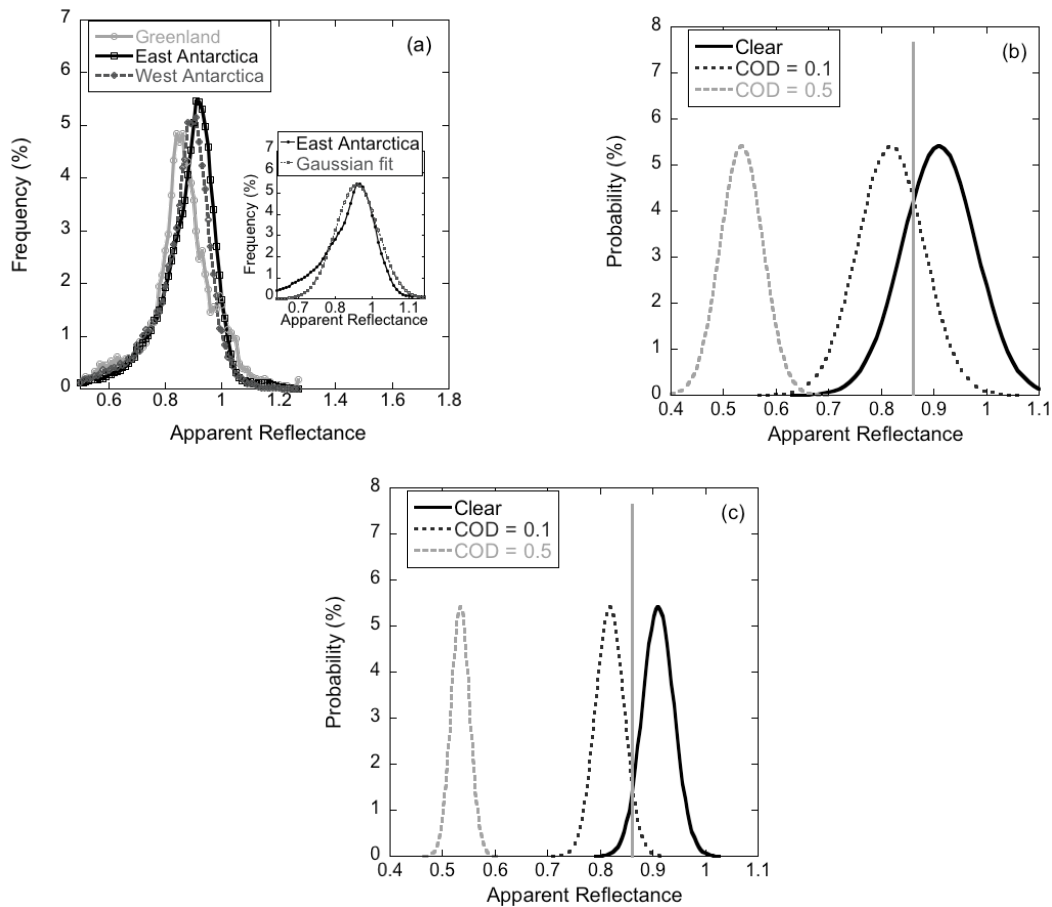 7
6
5
4
3
2
1
0
Frequency (%)
Greenland
East Antarctica
West Antarctica
(a)
0.6 0.8 1 1.2 1.4 1.6 1.8
Apparent Reflectance
East Antarctica
Gaussian fit
7
6
5
4
3
2
1
0
Frequency (%)
0.7 0.8 0.9 1 1.1
Apparent Reflectance
8
7
6
5
4
3
2
1
0
Probability (%)
Clear
COD = 0.1
COD = 0.5
(b)
0.4 0.5 0.6 0.7 0.8 0.9 1 1.1
Apparent Reflectance
8
7
6
5
4
3
2
1
0
Probability (%)
Clear
COD = 0.1
COD = 0.5
(c)
0.4 0.5 0.6 0.7 0.8 0.9 1 1.1
Apparent Reflectance